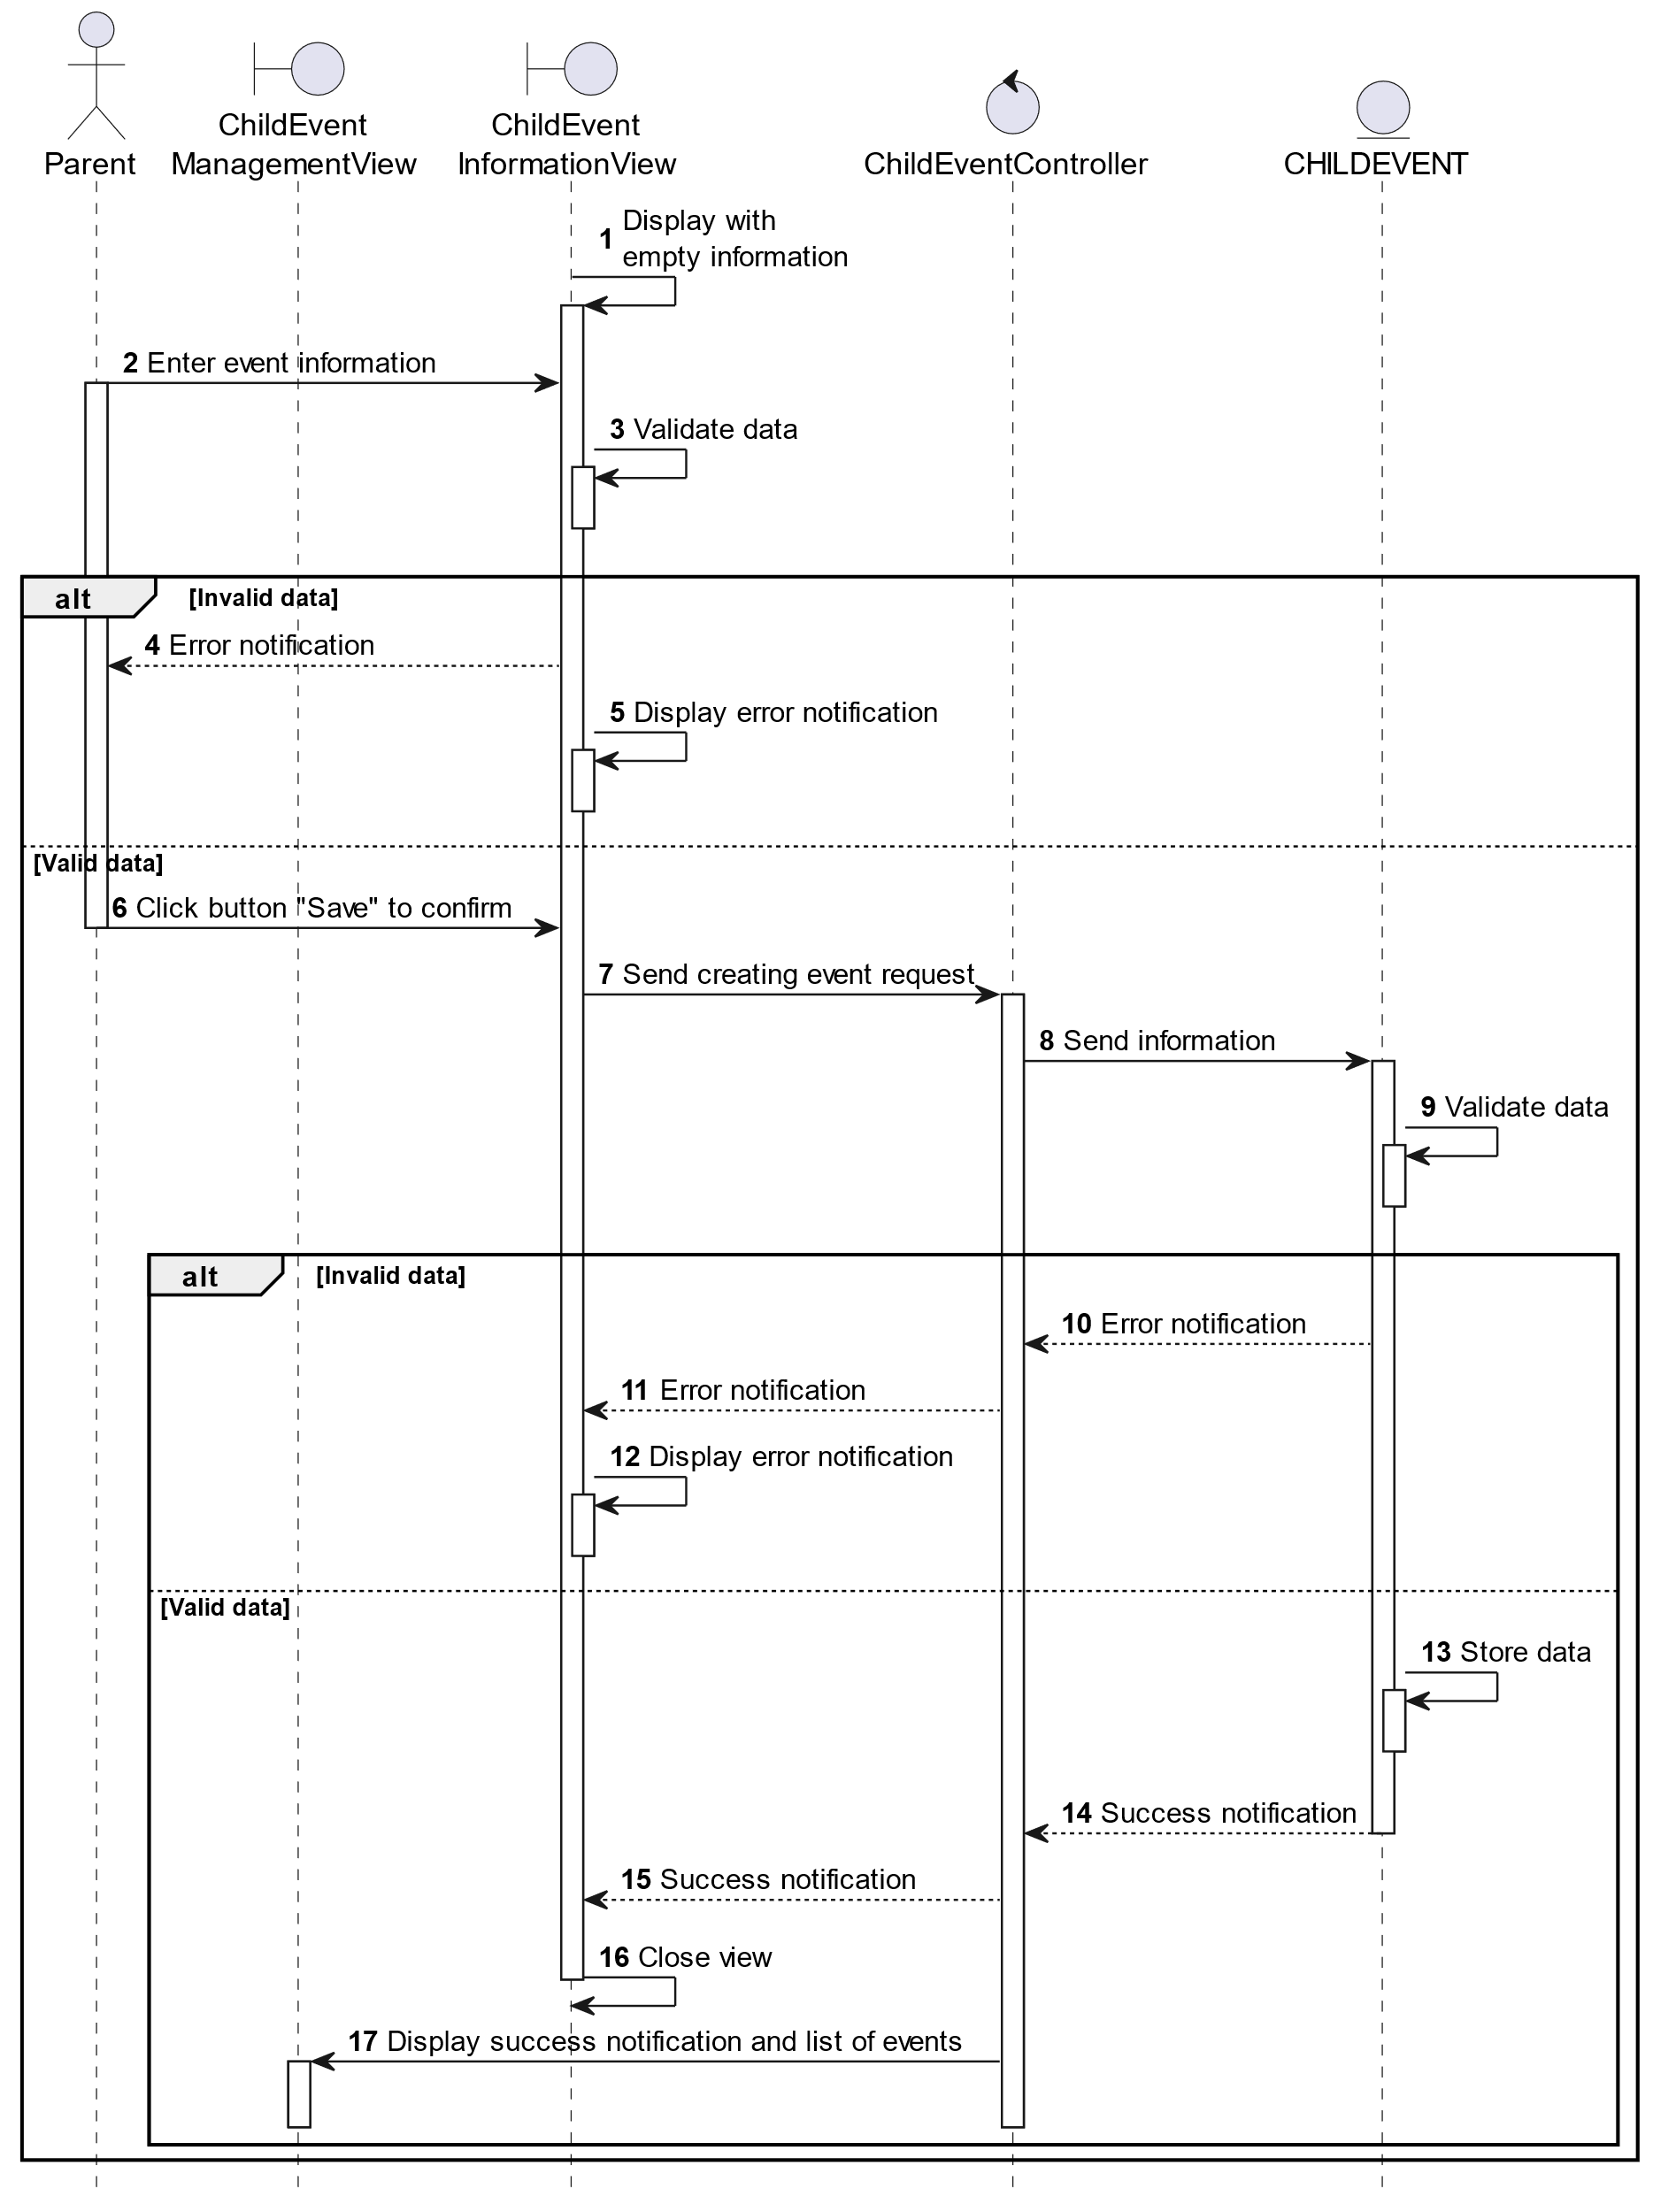 Parent
ChildEvent
ManagementView
ChildEvent
InformationView
ChildEventController
CHILDEVENT
1 Display with
empty information
2 Enter event information
3 Validate data
alt [Invalid data]
4 Error notification
5 Display error notification
[Valid data]
6 Click button "Save" to confirm
7 Send creating event request
8 Send information
9 Validate data
alt [Invalid data]
10 Error notification
11 Error notification
12 Display error notification
[Valid data]
13 Store data
14 Success notification
15 Success notification
16 Close view
17 Display success notification and list of events